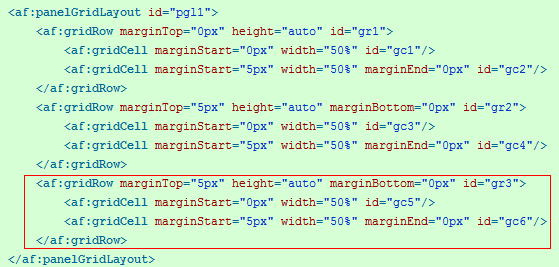 <af:panelGridLayout id="pgl1">
<af:gridRow marginTop="0px" height="auto" id="gr1">
<af:gridCell marginStart="0px" width="50%" id="gc1"/>
<af:gridCell marginStart="5px" width="50%" marginEnd="0px" id="gc2"/>
</af:gridRow>
<af:gridRow marginTop="5px" height="auto" marginBottom="0px" id="gr2">
<af:gridCell marginStart="0px" width="50%" id="gc3"/>
<af:gridCell marginStart="5px" width="50%" marginEnd="0px" id="gc4"/>
</af:gridRow>
<af:gridRow marginTop="5px" height="auto" marginBottom="0px" id="gr3">
<af:gridCell marginStart="0px" width="50%" id="gc5"/>
<af:gridCell marginStart="5px" width="50%" marginEnd="0px" id="gc6"/>
</af:gridRow>
</af:panelGridLayout>